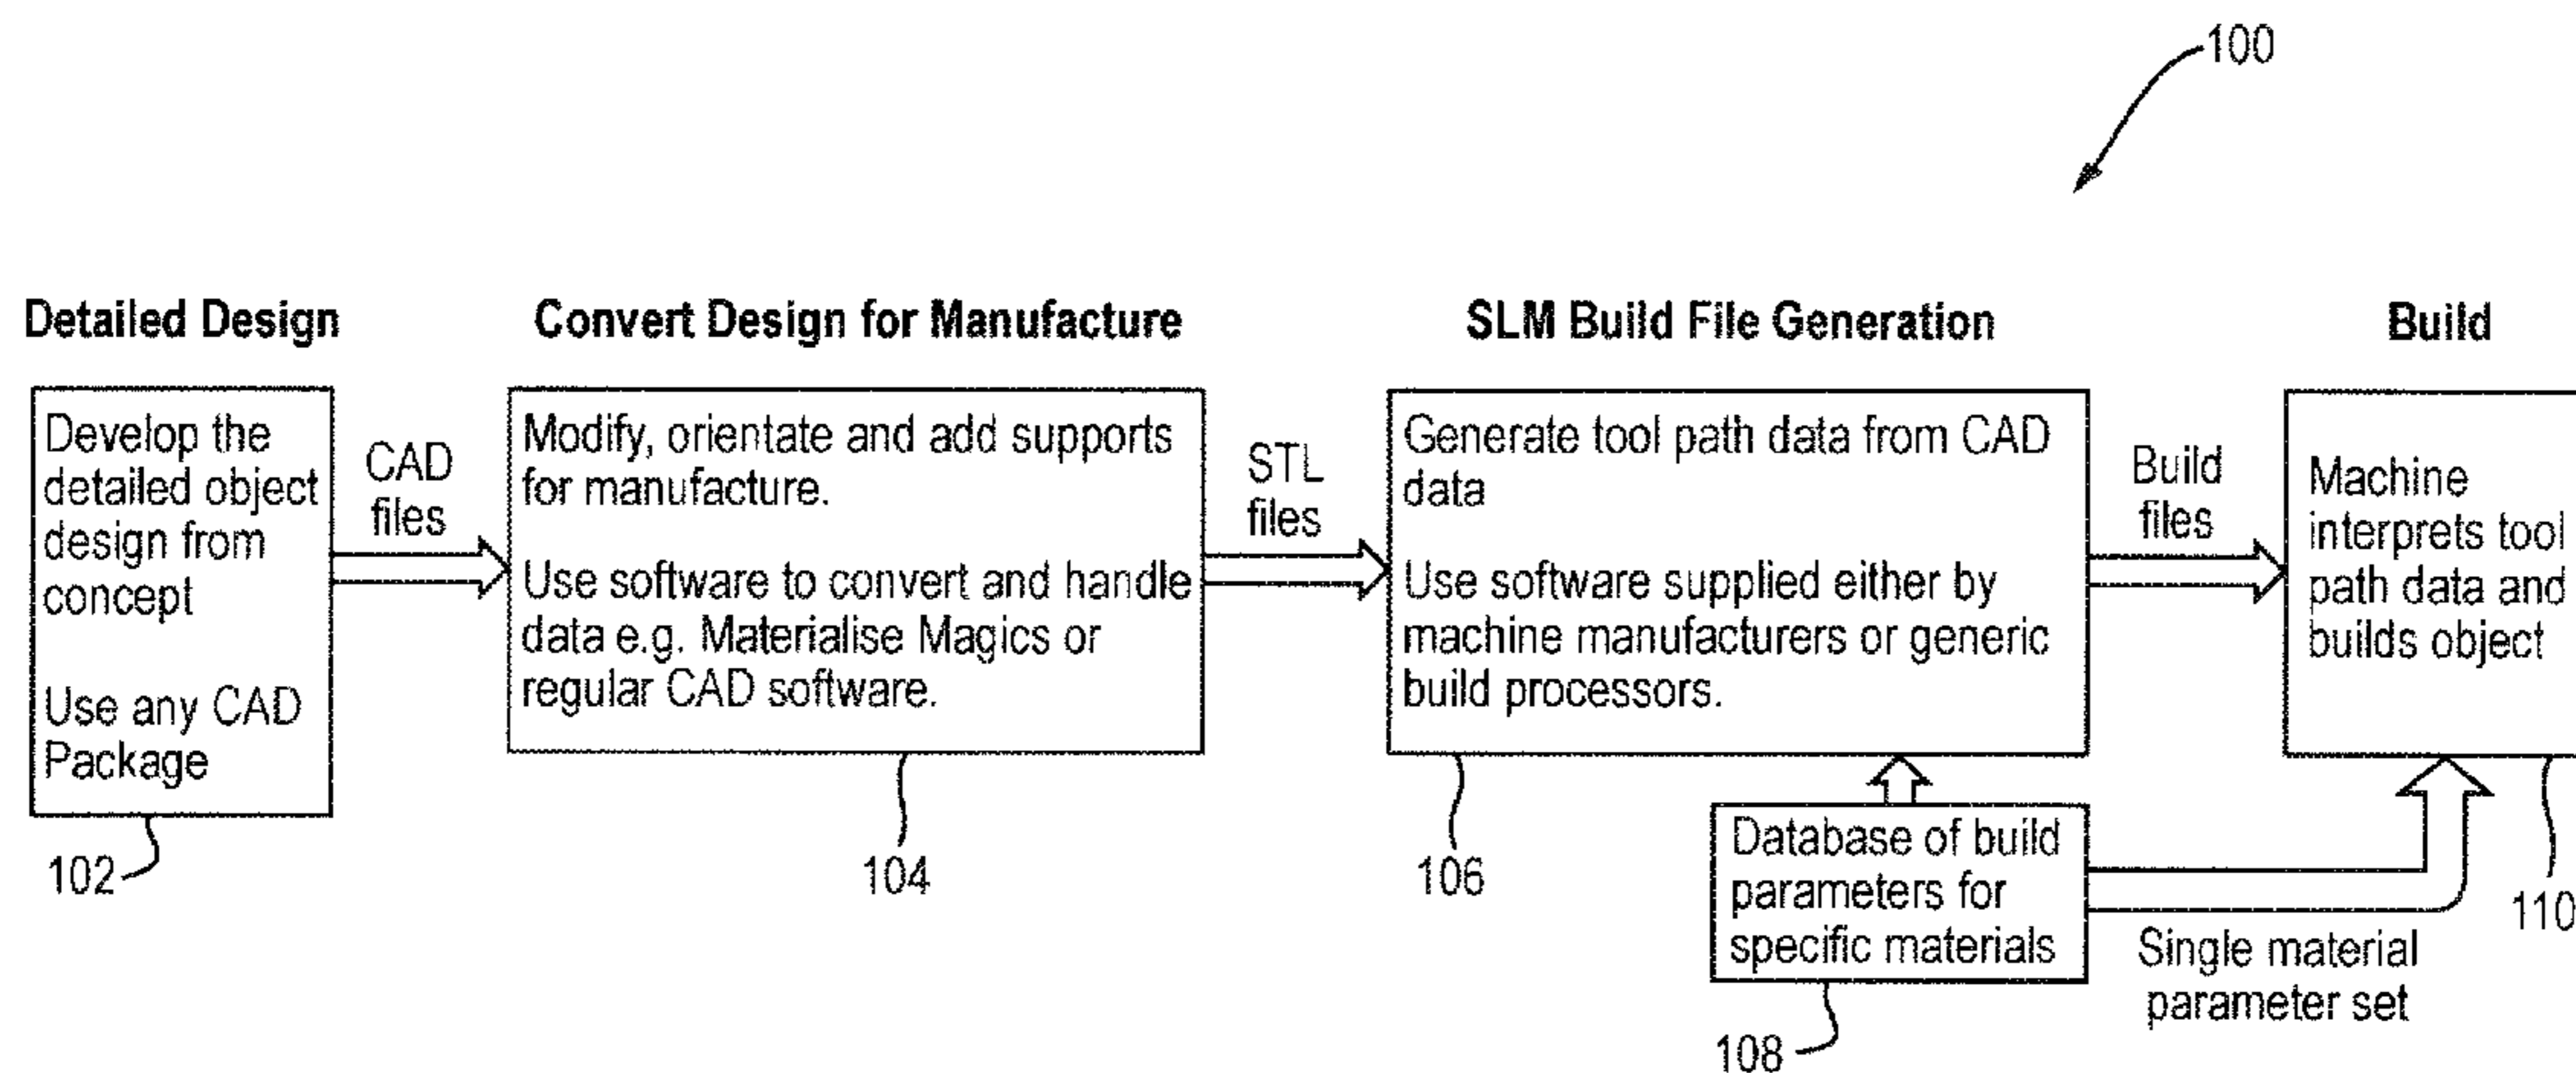 100
Detailed Design
Convert Design for Manufacture
SLM Build File Generation
Build
Develop the
detailed object
design from
concept
Use any CAD
Package
CAD
files
Modify, orientate and add supports
for manufacture.
Use software to convert and handle
data e.g. Materialise Magics or
regular CAD software.
STL
files
Generate tool path data from CAD
data
Use software supplied either by
machine manufacturers or generic
build processors.
Build
files
Machine
interprets tool
path data and
builds object
102
104
106
Database of build
parameters for
specific materials
108
Single material
parameter set
110